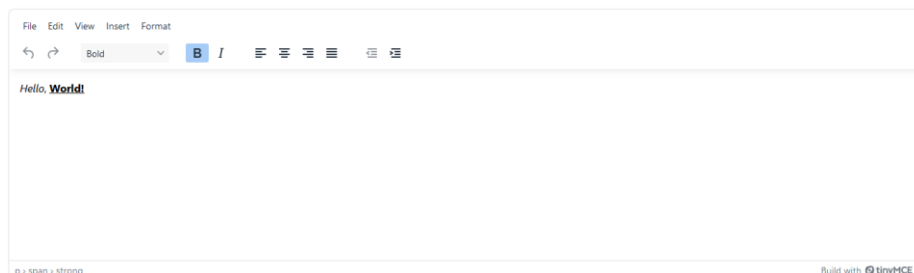 File Edit View Insert Format
Bold B I
Hello, World!
p › span › strong Build with tinyMCE